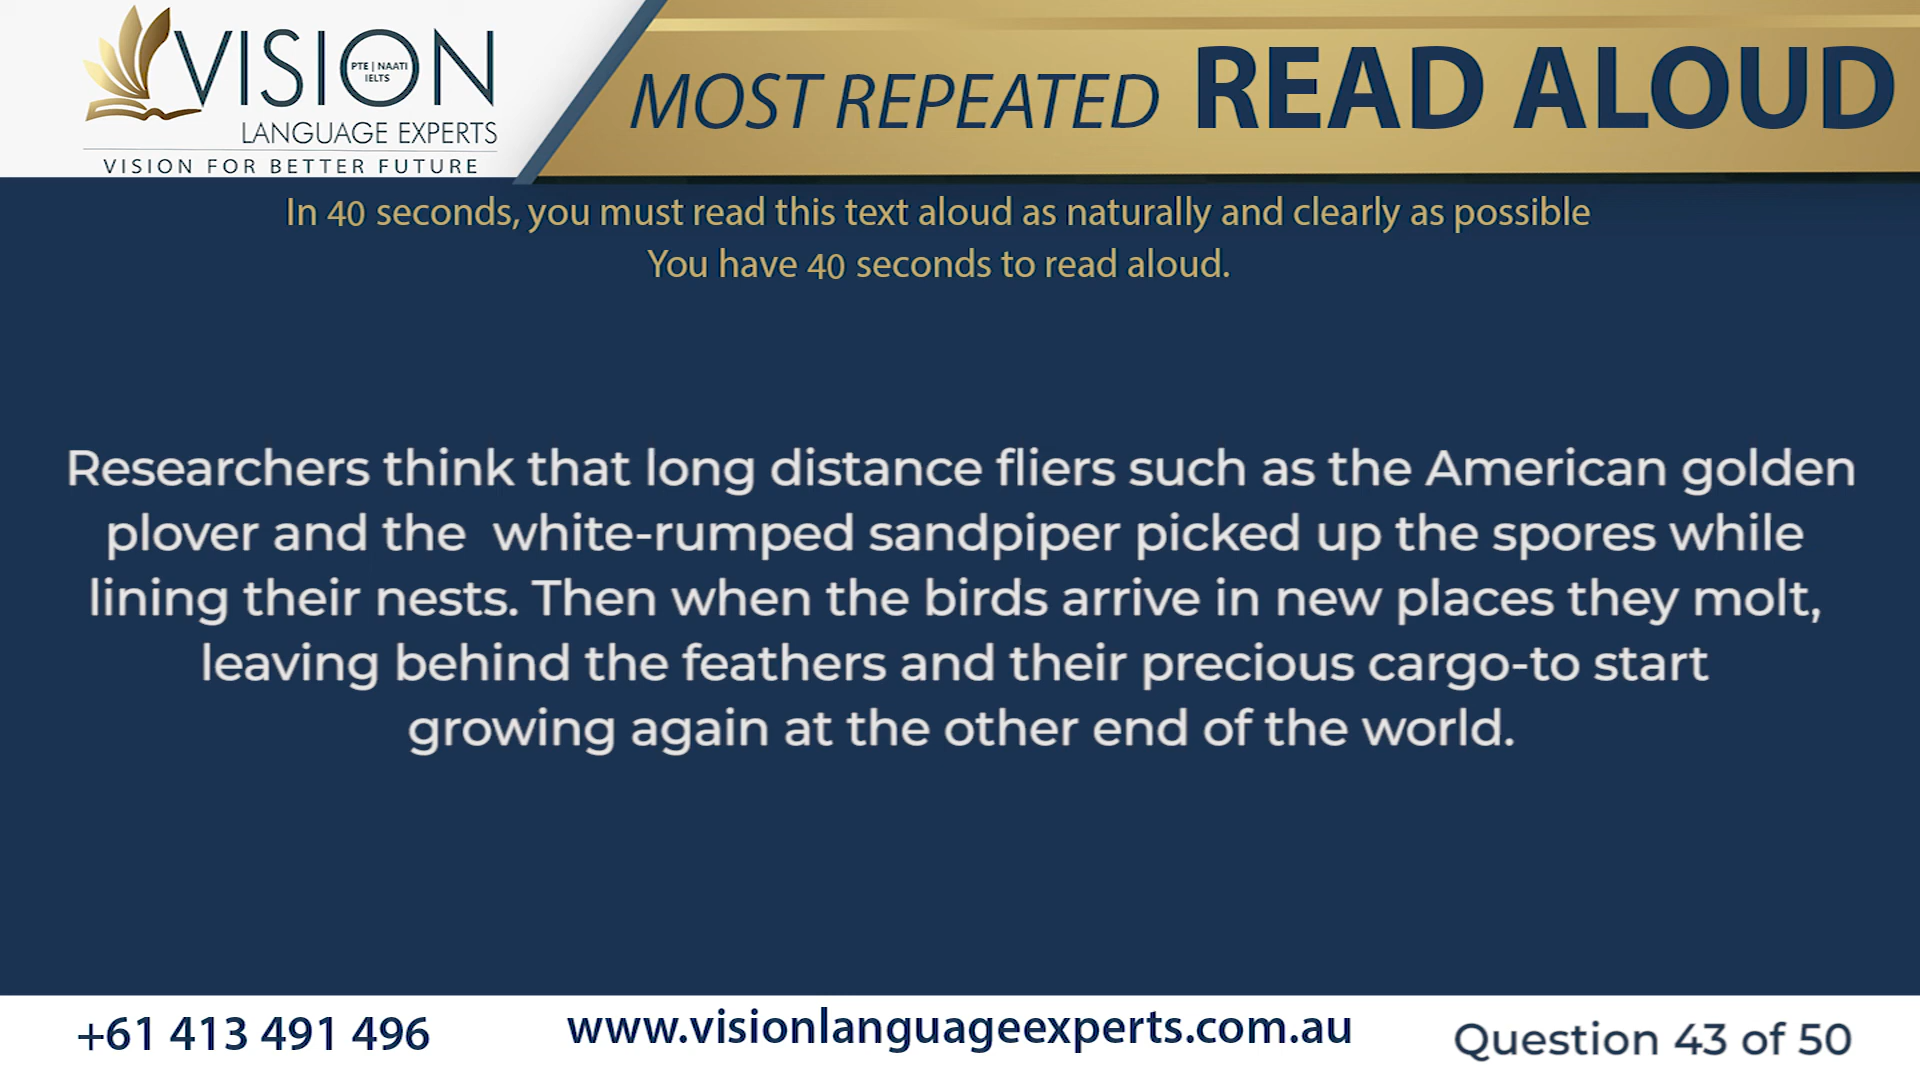 VISION
PTE | NAATI
IELTS
LANGUAGE EXPERTS
VISION FOR BETTER FUTURE
MOST REPEATED READ ALOUD
In 40 seconds, you must read this text aloud as naturally and clearly as possible
You have 40 seconds to read aloud.
Researchers think that long distance fliers such as the American golden
plover and the white-rumped sandpiper picked up the spores while
lining their nests. Then when the birds arrive in new places they molt,
leaving behind the feathers and their precious cargo-to start
growing again at the other end of the world.
+61 413 491 496
www.visionlanguageexperts.com.au
Question 43 of 50